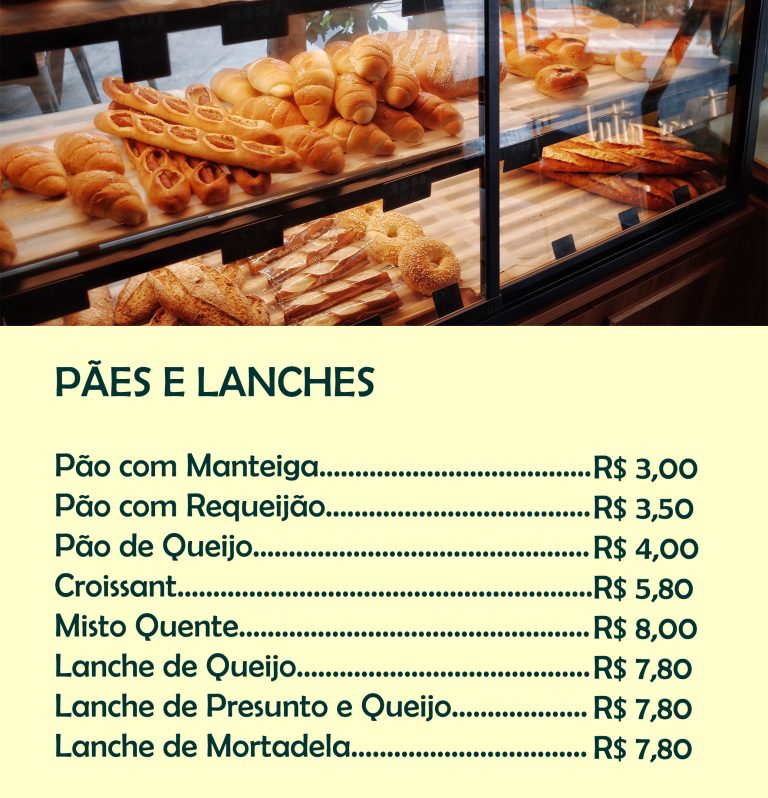 PÃES E LANCHES
Pão com Manteiga......................................R$ 3,00
Pão com Requeijão.....................................R$ 3,50
Pão de Queijo...............................................R$ 4,00
Croissant..........................................................R$ 5,80
Misto Quente.................................................R$ 8,00
Lanche de Queijo.........................................R$ 7,80
Lanche de Presunto e Queijo................... R$ 7,80
Lanche de Mortadela................................. R$ 7,80